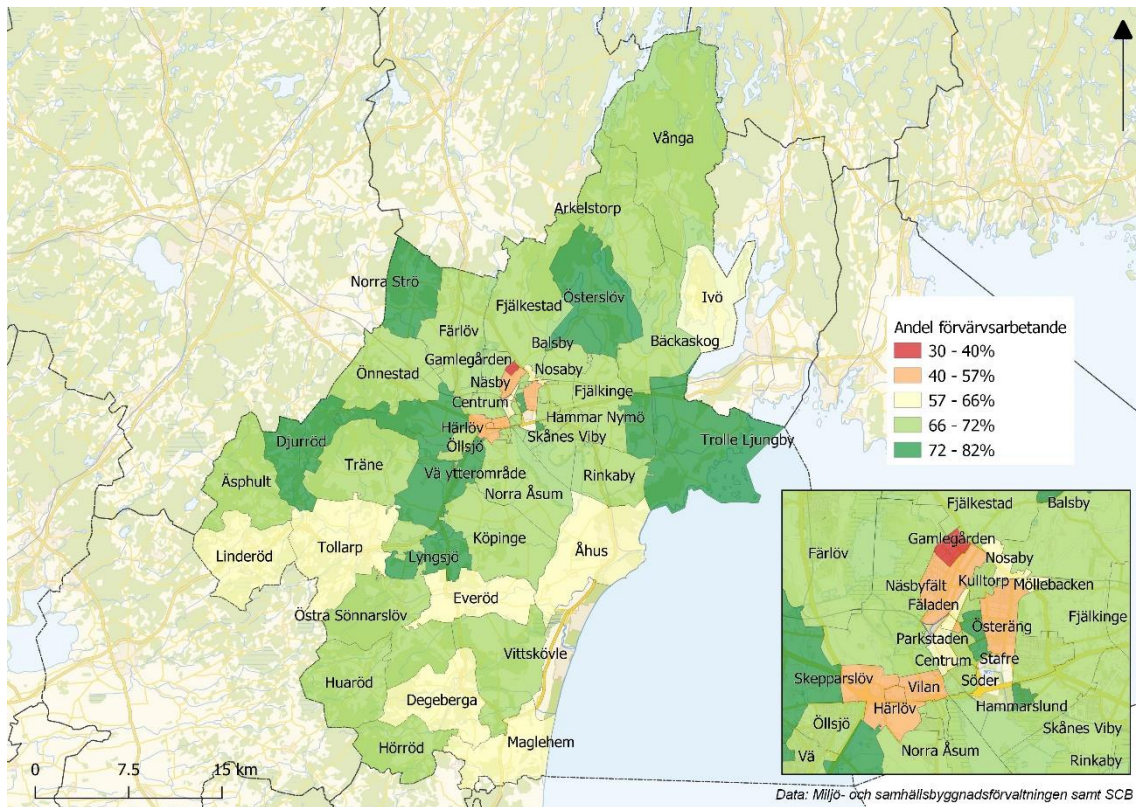 Vånga
Arkelstorp
Norra Strö
Österslöv
Ivö
Fjälkestad
Färlöv
Balsby
Bäckaskog
Gamlegården
Nosaby
Önnestad
Näsby
Fjälkinge
Centrum
Hammar Nymö
Härlöv
Skånes Viby
Trolle Ljungby
Djurröd
Öllsjö
Träne
Vä ytterområde
Rinkaby
Äsphult
Norra Åsum
Tollarp
Köpinge
Åhus
Linderöd
Lyngsjö
Everöd
Östra Sönnarslöv
Vittskövle
Huaröd
Degeberga
Hörröd
Maglehem
0 7.5 15 km
Andel förvärvsarbetande
30 - 40%
40 - 57%
57 - 66%
66 - 72%
72 - 82%
Fjälkestad
Balsby
Gamlegården
Färlöv
Nosaby
Näsbyfält
Kulltorp
Möllebacken
Fäladen
Fjälkinge
Parkstaden
Österäng
Centrum
Stafre
Skepparslöv
Vilan
Söder
Härlöv
Hammarslund
Öllsjö
Skånes Viby
Vä
Norra Åsum
Rinkaby
Data: Miljö- och samhällsbyggnadsförvaltningen samt SCB